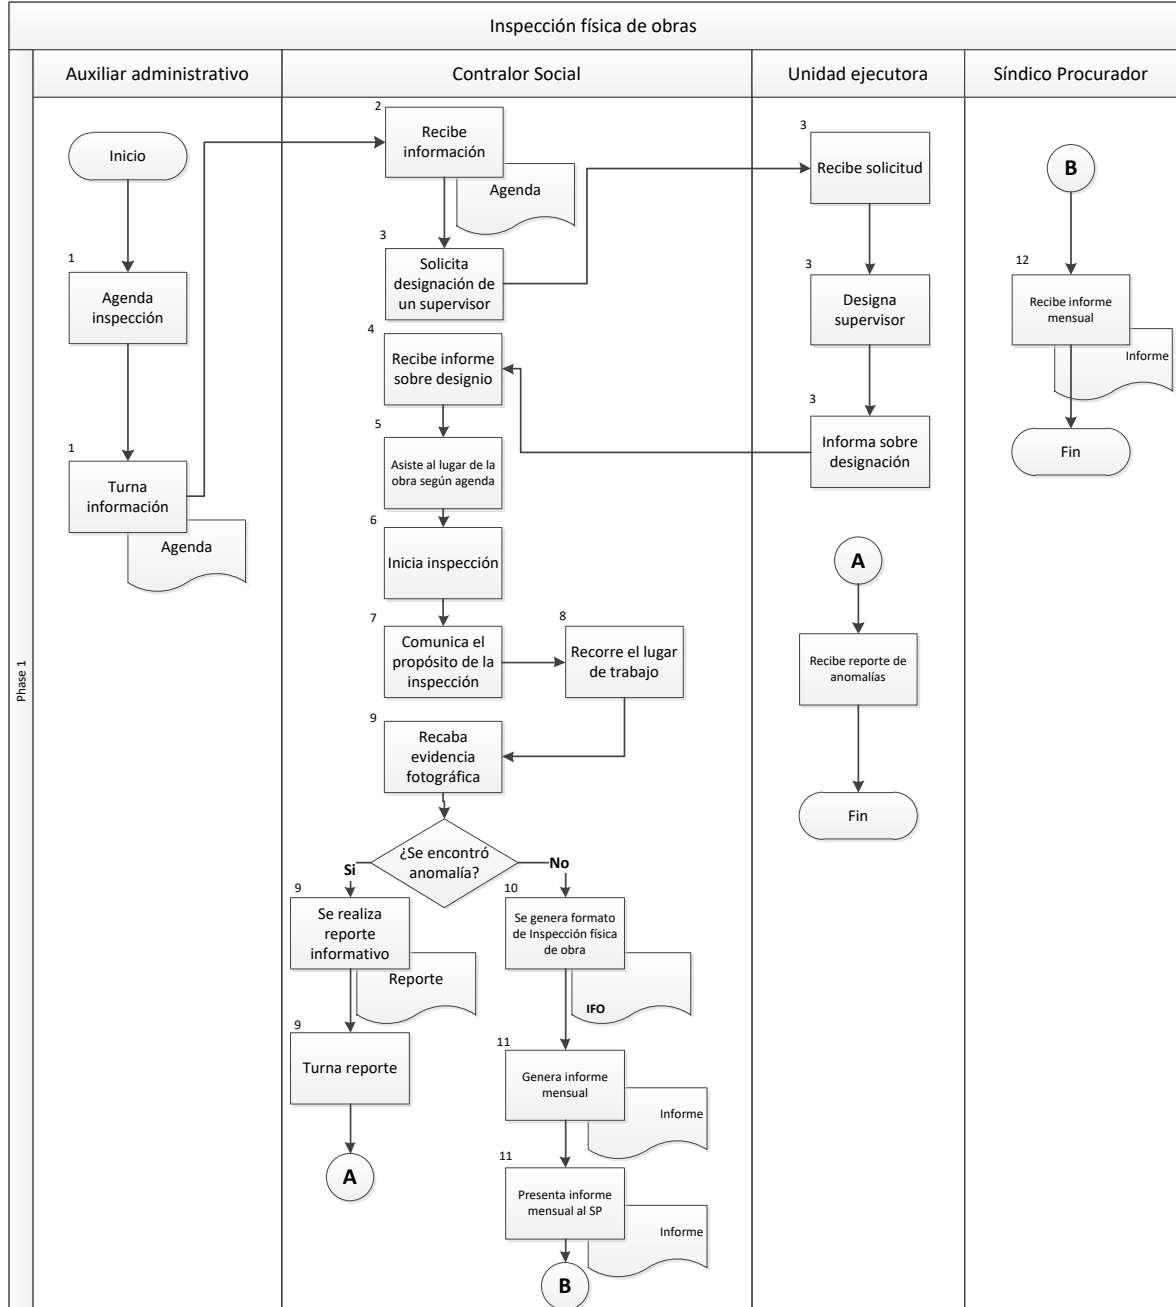 Inspección física de obras
Auxiliar administrativo
Contralor Social
Unidad ejecutora
Síndico Procurador
Phase 1
Inicio
1
Agenda
inspección
1
Turna
información
Agenda
2
Recibe
información
Agenda
3
Solicita
designación de
un supervisor
4
Recibe informe
sobre designio
5
Asiste al lugar de la
obra según agenda
6
Inicia inspección
7
Comunica el
propósito de la
inspección
8
Recorre el lugar
de trabajo
9
Recaba
evidencia
fotográfica
¿Se encontró
anomalía?
Si
No
9
Se realiza
reporte
informativo
Reporte
9
Turna reporte
A
10
Se genera formato
de Inspección física
de obra
IFO
11
Genera informe
mensual
Informe
11
Presenta informe
mensual al SP
Informe
B
3
Recibe solicitud
3
Designa
supervisor
3
Informa sobre
designación
A
Recibe reporte de
anomalías
Fin
B
12
Recibe informe
mensual
Informe
Fin